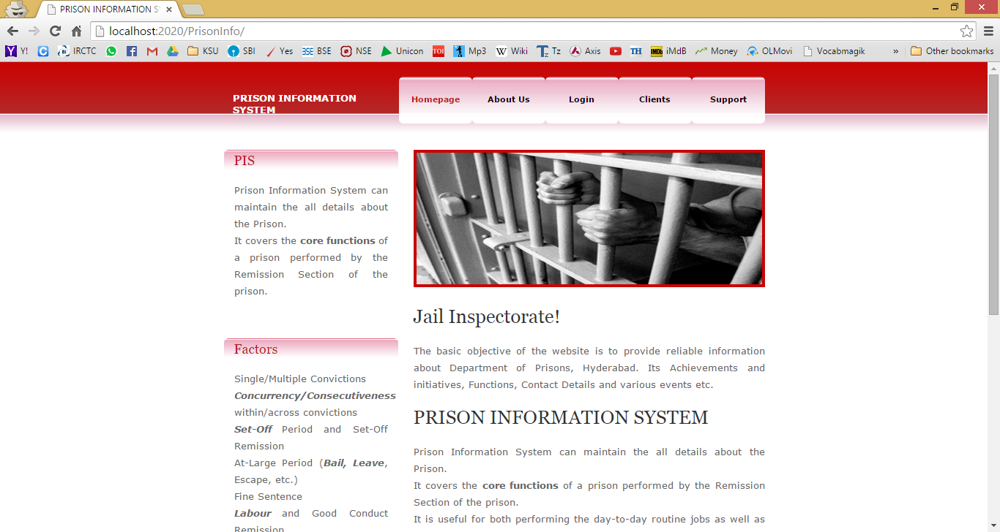 PRISON INFORMATION S
localhost:2020/PrisonInfo/
Y! IRCTC KSU SBI Yes BSE NSE Unicon TOI Mp3 W Wiki Tz Tz Axis TH IMDb iMdB Money OLMovi Vocabmagik » Other bookmarks
PRISON INFORMATION
SYSTEM
Homepage About Us Login Clients Support
PIS
Prison Information System can
maintain the all details about
the Prison.
It covers the core functions of
a prison performed by the
Remission Section of the
prison.
Factors
Single/Multiple Convictions
Concurrency/Consecutiveness
within/across convictions
Set-Off Period and Set-Off
Remission
At-Large Period (Bail, Leave,
Escape, etc.)
Fine Sentence
Labour and Good Conduct
Remission
Jail Inspectorate!
The basic objective of the website is to provide reliable information
about Department of Prisons, Hyderabad. Its Achievements and
initiatives, Functions, Contact Details and various events etc.
PRISON INFORMATION SYSTEM
Prison Information System can maintain the all details about the
Prison.
It covers the core functions of a prison performed by the Remission
Section of the prison.
It is useful for both performing the day-to-day routine jobs as well as